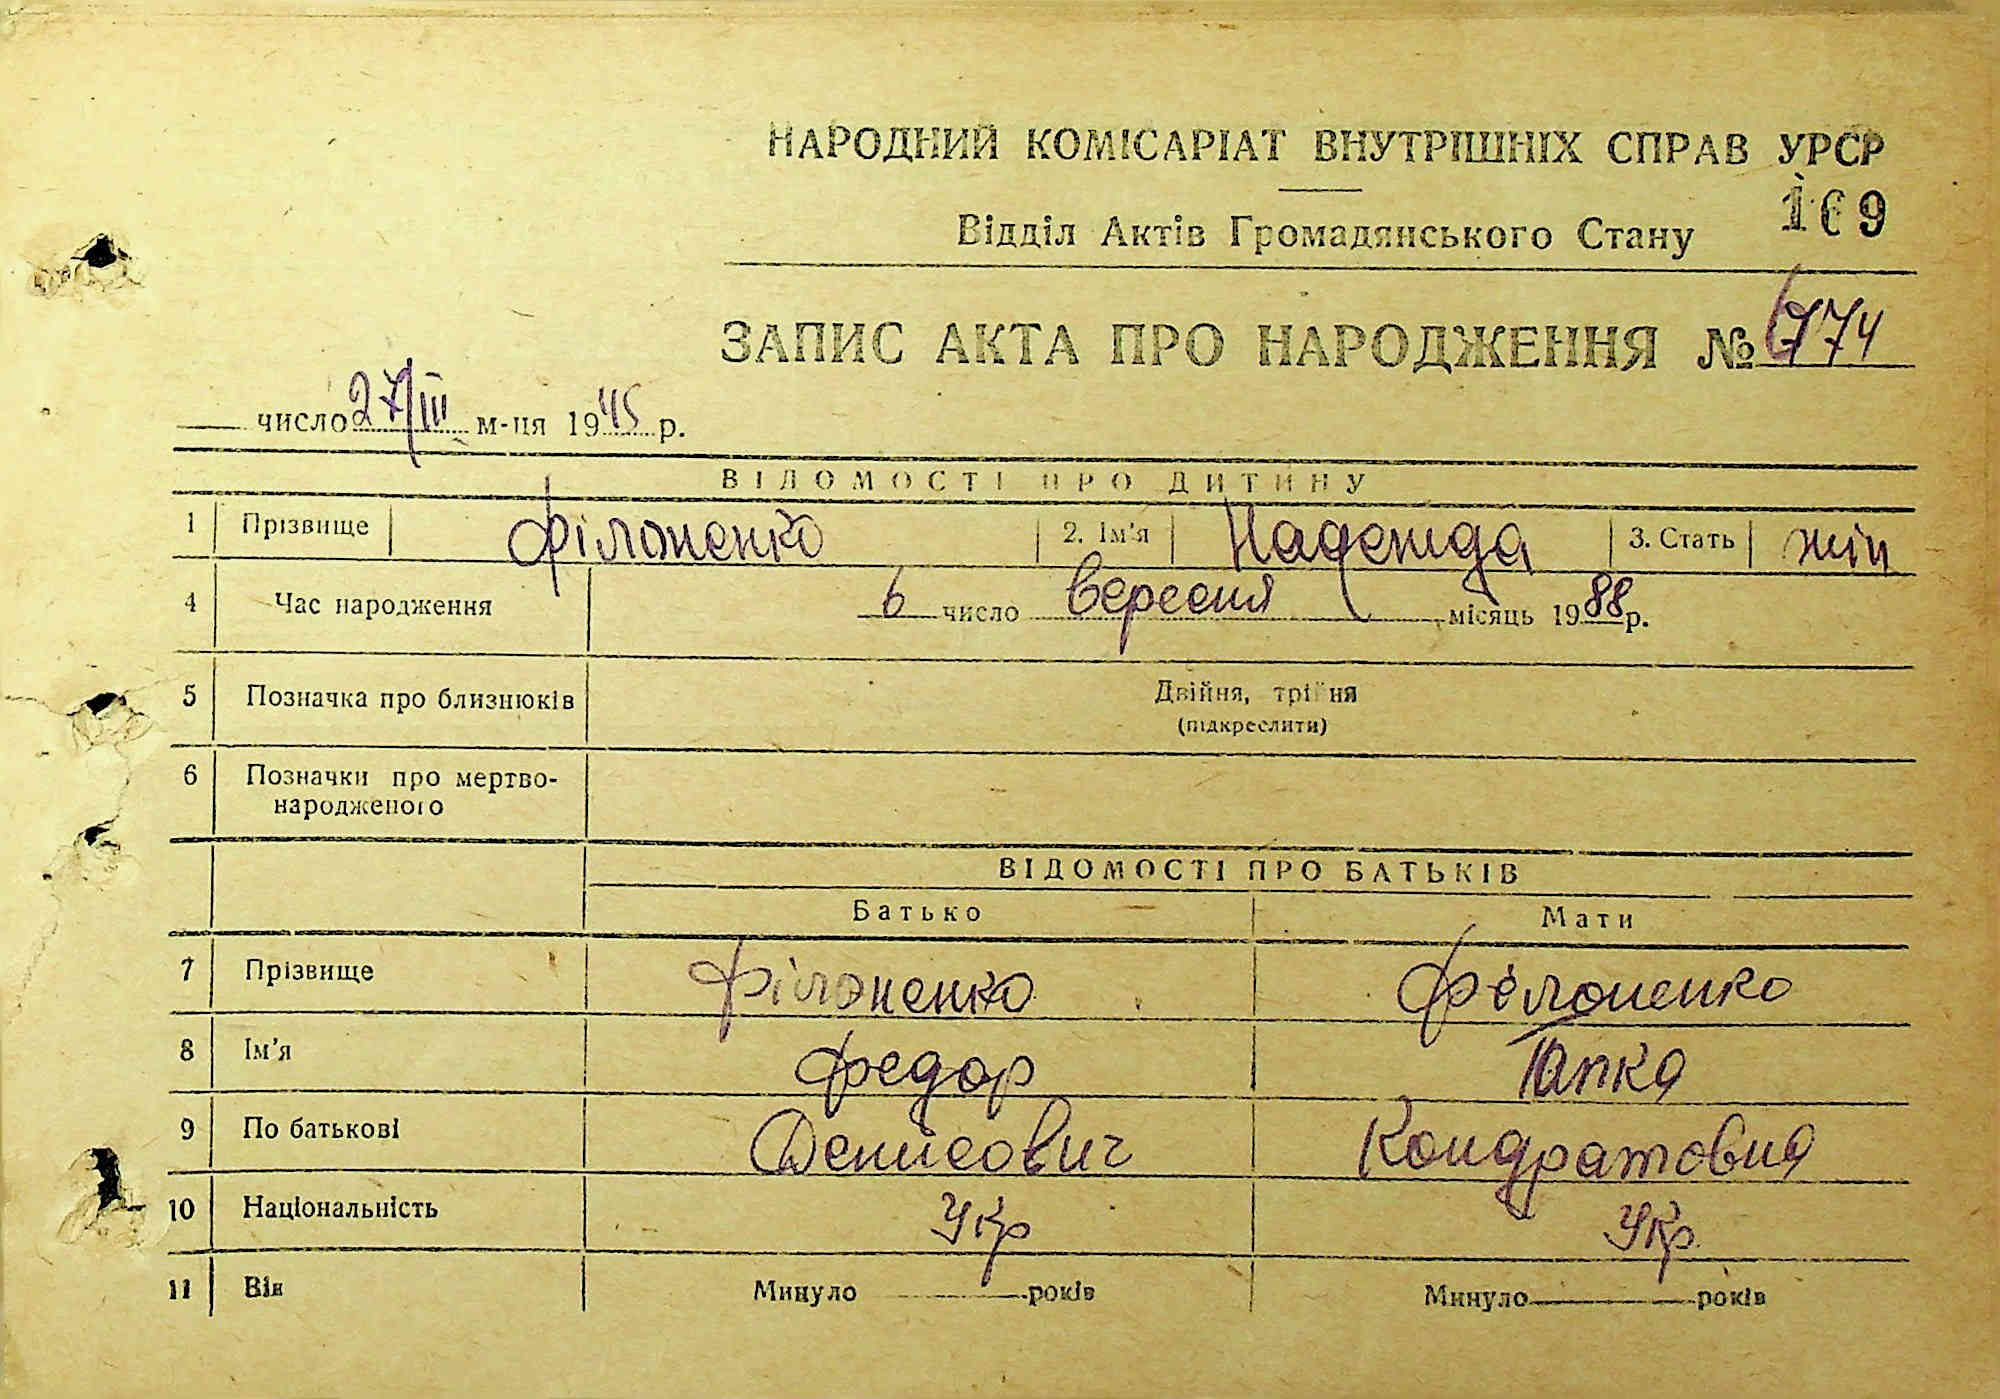 НАРОДНИЙ КОМІСАРІАТ ВНУТРІШНІХ СПРАВ УРСР
169
Відділ Актів Громадянського Стану
ЗАПИС АКТА ПРО НАРОДЖЕННЯ № 6774
число 27/III м-ця 1945 р.
ВІДОМОСТІ ПРО ДИТИНУ
1 Прізвище Філоненко 2. Ім'я Надежда 3. Стать жін
4 Час народження 6 число вересня місяць 1988 р.
5 Позначка про близнюків Двійня, трійня
(підкреслити)
6 Позначки про мертво-
народженого
ВІДОМОСТІ ПРО БАТЬКІВ
Батько Мати
7 Прізвище Філоненко Філоненко
8 Ім'я Федор Гапка
9 По батькові Денисович Кондратовна
10 Національність Укр Укр.
11 Вік Минуло років Минуло років